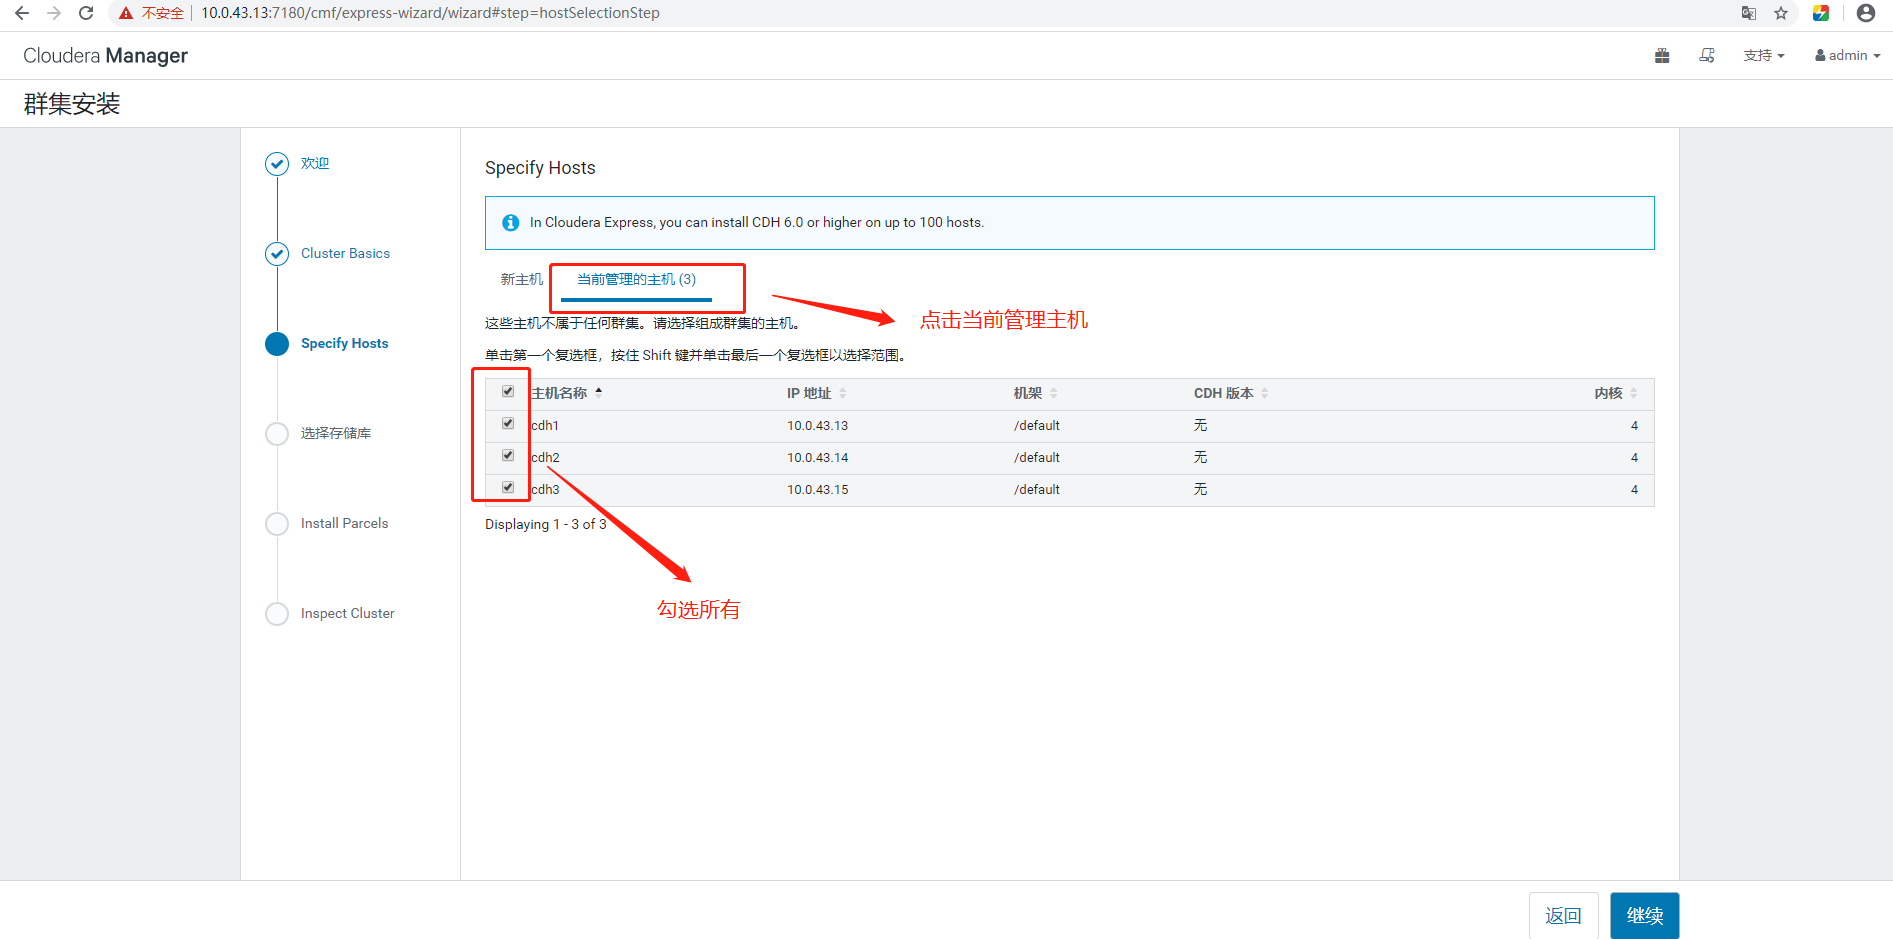 不安全 10.0.43.13:7180/cmf/express-wizard/wizard#step=hostSelectionStep
Cloudera Manager
支持 admin
群集安装
欢迎
Cluster Basics
Specify Hosts
选择存储库
Install Parcels
Inspect Cluster
Specify Hosts
In Cloudera Express, you can install CDH 6.0 or higher on up to 100 hosts.
新主机 当前管理的主机 (3)
点击当前管理主机
这些主机不属于任何群集。请选择组成群集的主机。
单击第一个复选框，按住 Shift 键并单击最后一个复选框以选择范围。
主机名称 IP 地址 机架 CDH 版本 内核
cdh1 10.0.43.13 /default 无 4
cdh2 10.0.43.14 /default 无 4
cdh3 10.0.43.15 /default 无 4
Displaying 1 - 3 of 3
勾选所有
返回 继续